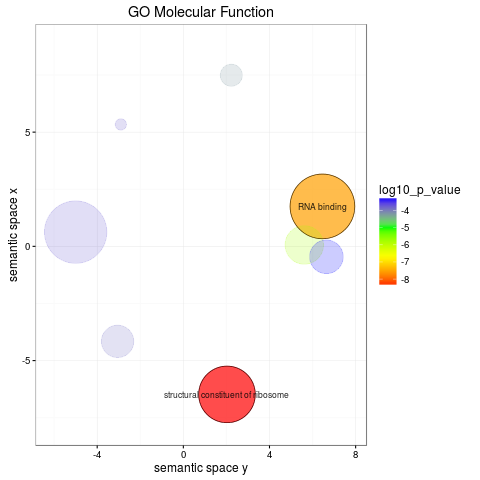 GO Molecular Function
semantic space x
5
0
-5
RNA binding
structural constituent of ribosome
-4
0
4
8
semantic space y
log10_p_value
-4
-5
-6
-7
-8